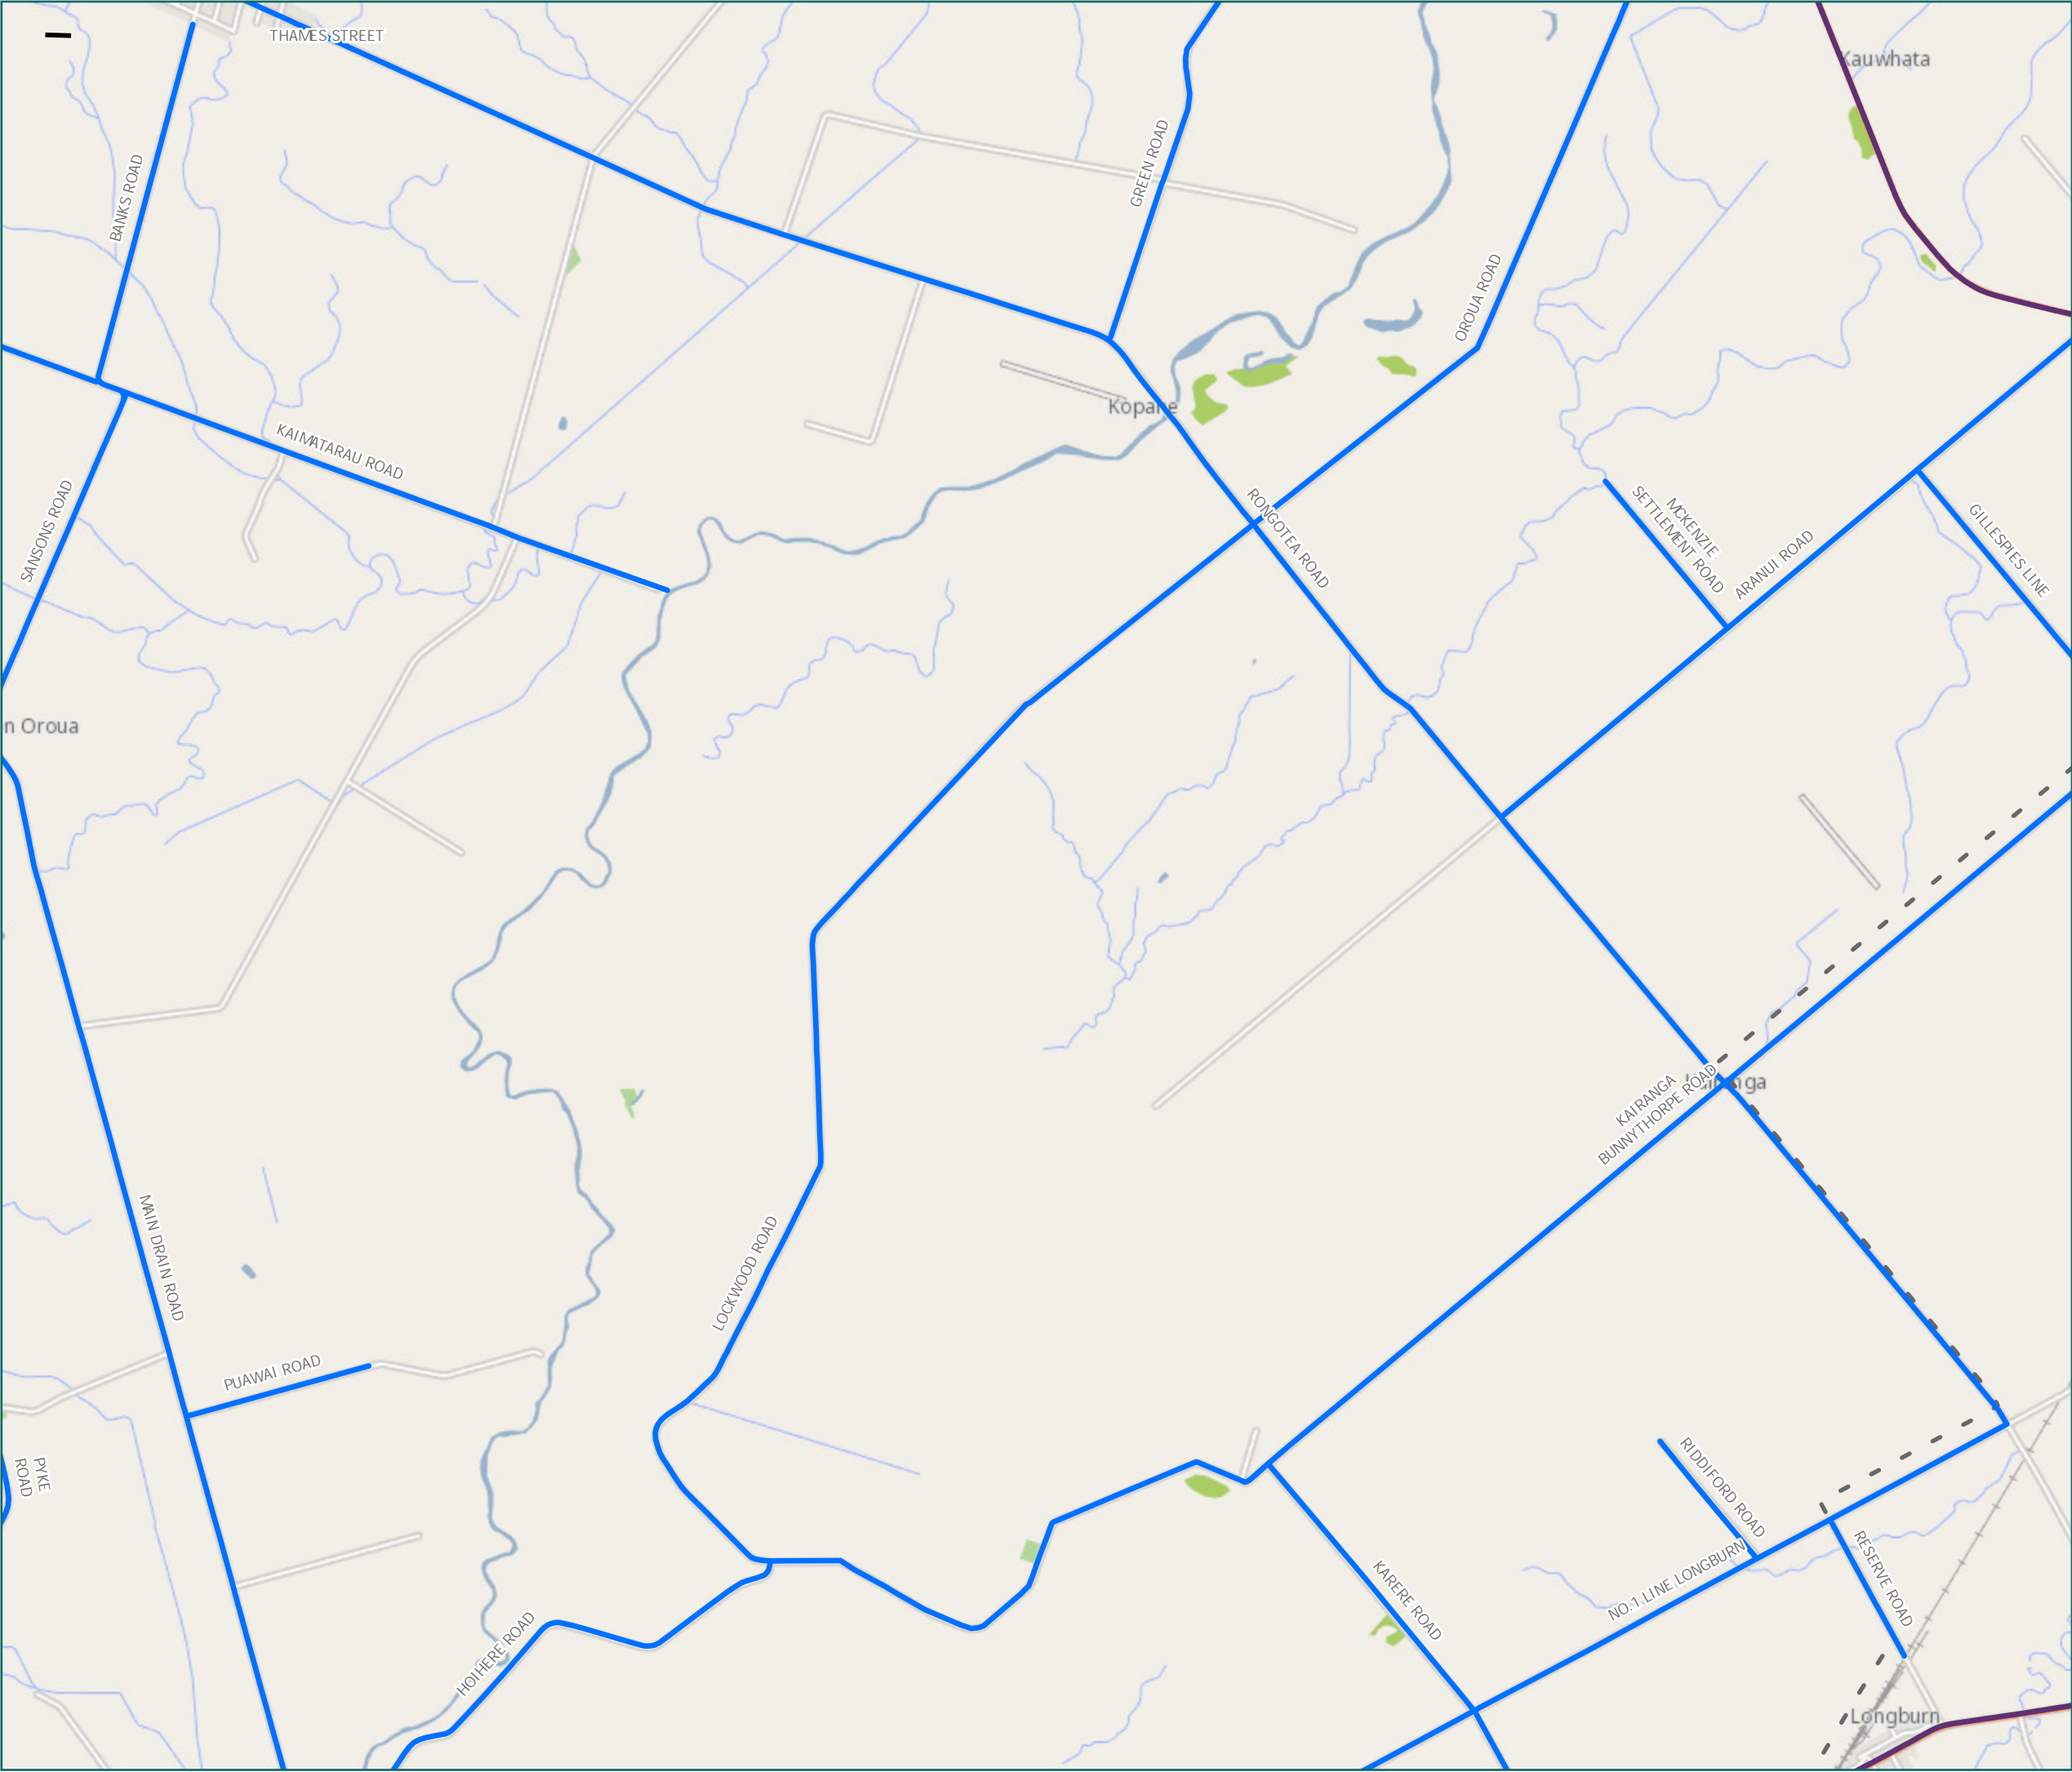 THAMES STREET
Kauwhata
BANKS ROAD
GREEN ROAD
OROUA ROAD
Kopane
KAIMATARAU ROAD
SANSONS ROAD
RONGOTEA ROAD
MCKENZIE
SETTLEMENT ROAD
ARANUI ROAD
GILLESPIES LINE
n Oroua
KAIRANGA
BUNNYTHORPE ROAD
MAIN DRAIN ROAD
LOCKWOOD ROAD
PUAWAI ROAD
PYKE
ROAD
RIDDIFORD ROAD
NO.1 LINE LONGBURN
RESERVE ROAD
KARERE ROAD
HOIHERE ROAD
Longburn